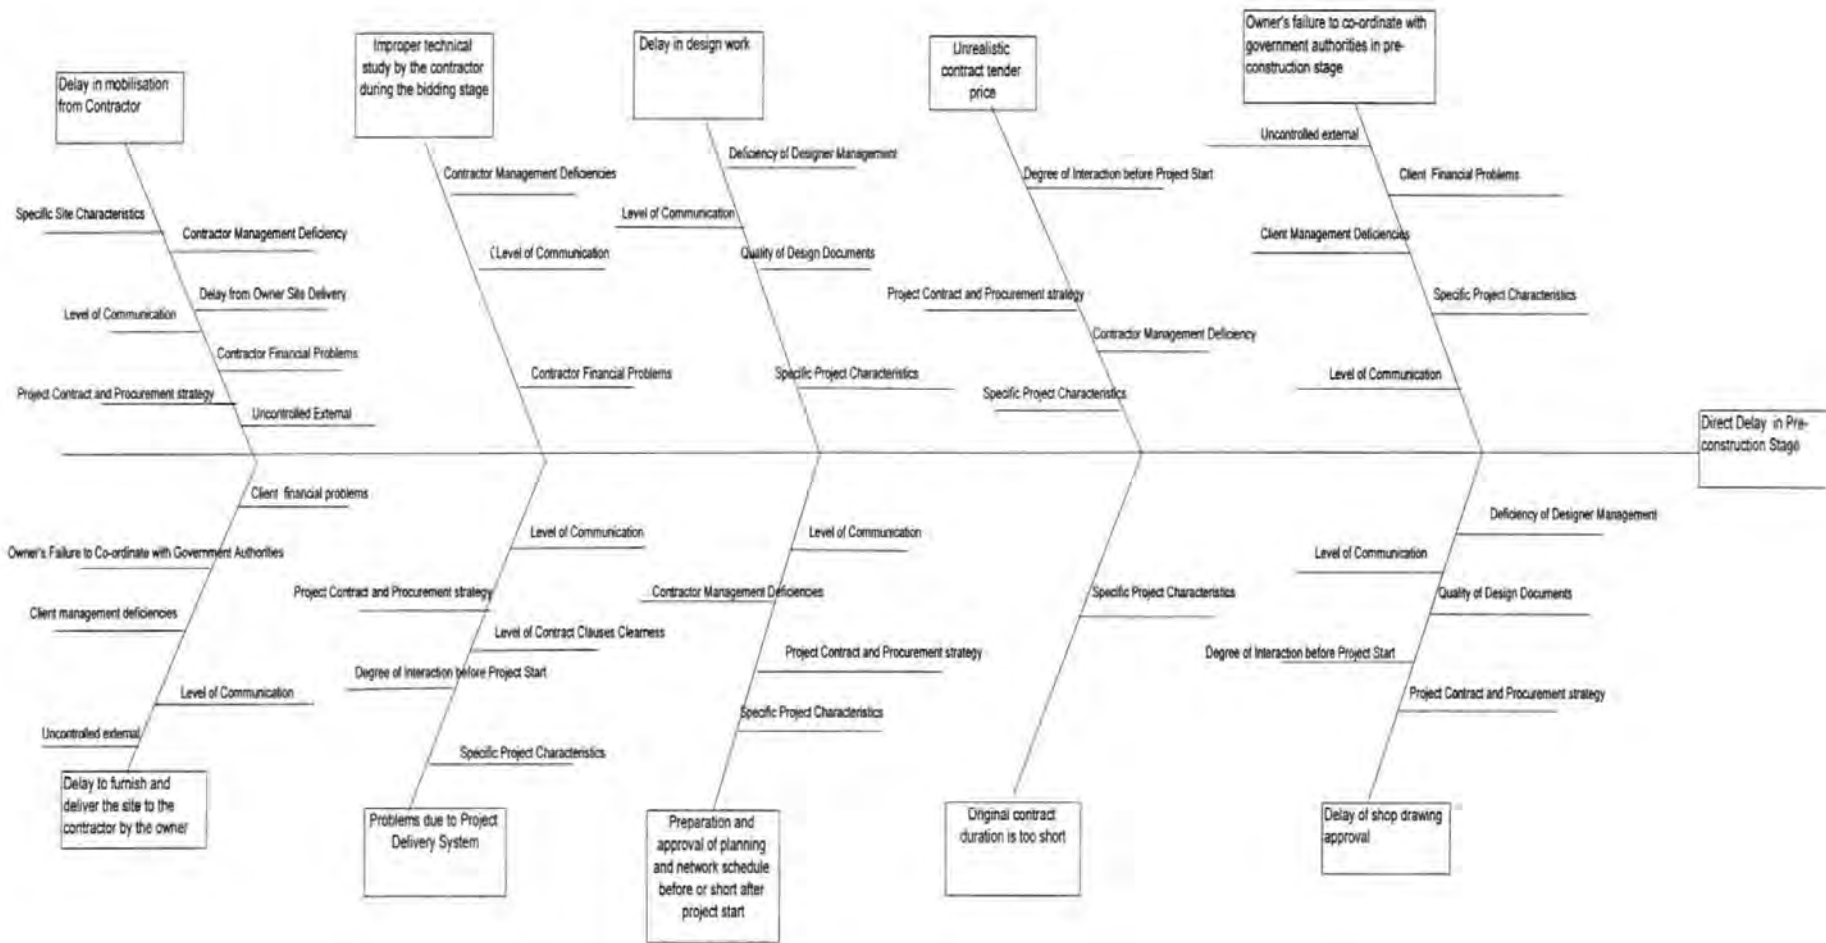 Delay in mobilisation
from Contractor
Specific Site Characteristics
Contractor Management Deficiency
Delay from Owner Site Delivery
Level of Communication
Contractor Financial Problems
Project Contract and Procurement strategy
Uncontrolled External
Improper technical
study by the contractor
during the bidding stage
Contractor Management Deficiencies
(Level of Communication
Contractor Financial Problems
Delay in design work
Deficiency of Designer Management
Level of Communication
Quality of Design Documents
Specific Project Characteristics
Unrealistic
contract tender
price
Degree of Interaction before Project Start
Project Contract and Procurement strategy
Contractor Management Deficiency
Specific Project Characteristics
Owner's failure to co-ordinate with
government authorities in pre-
construction stage
Uncontrolled external
Client Financial Problems
Client Management Deficiencies
Specific Project Characteristics
Level of Communication
Direct Delay in Pre-
construction Stage
Client financial problems
Owner's Failure to Co-ordinate with Government Authorities
Client management deficiencies
Level of Communication
Uncontrolled external
Delay to furnish and
deliver the site to the
contractor by the owner
Level of Communication
Project Contract and Procurement strategy
Level of Contract Clauses Clearness
Degree of Interaction before Project Start
Specific Project Characteristics
Problems due to Project
Delivery System
Level of Communication
Contractor Management Deficiencies
Project Contract and Procurement strategy
Specific Project Characteristics
Preparation and
approval of planning
and network schedule
before or short after
project start
Specific Project Characteristics
Original contract
duration is too short
Deficiency of Designer Management
Level of Communication
Quality of Design Documents
Degree of Interaction before Project Start
Project Contract and Procurement strategy
Delay of shop drawing
approval